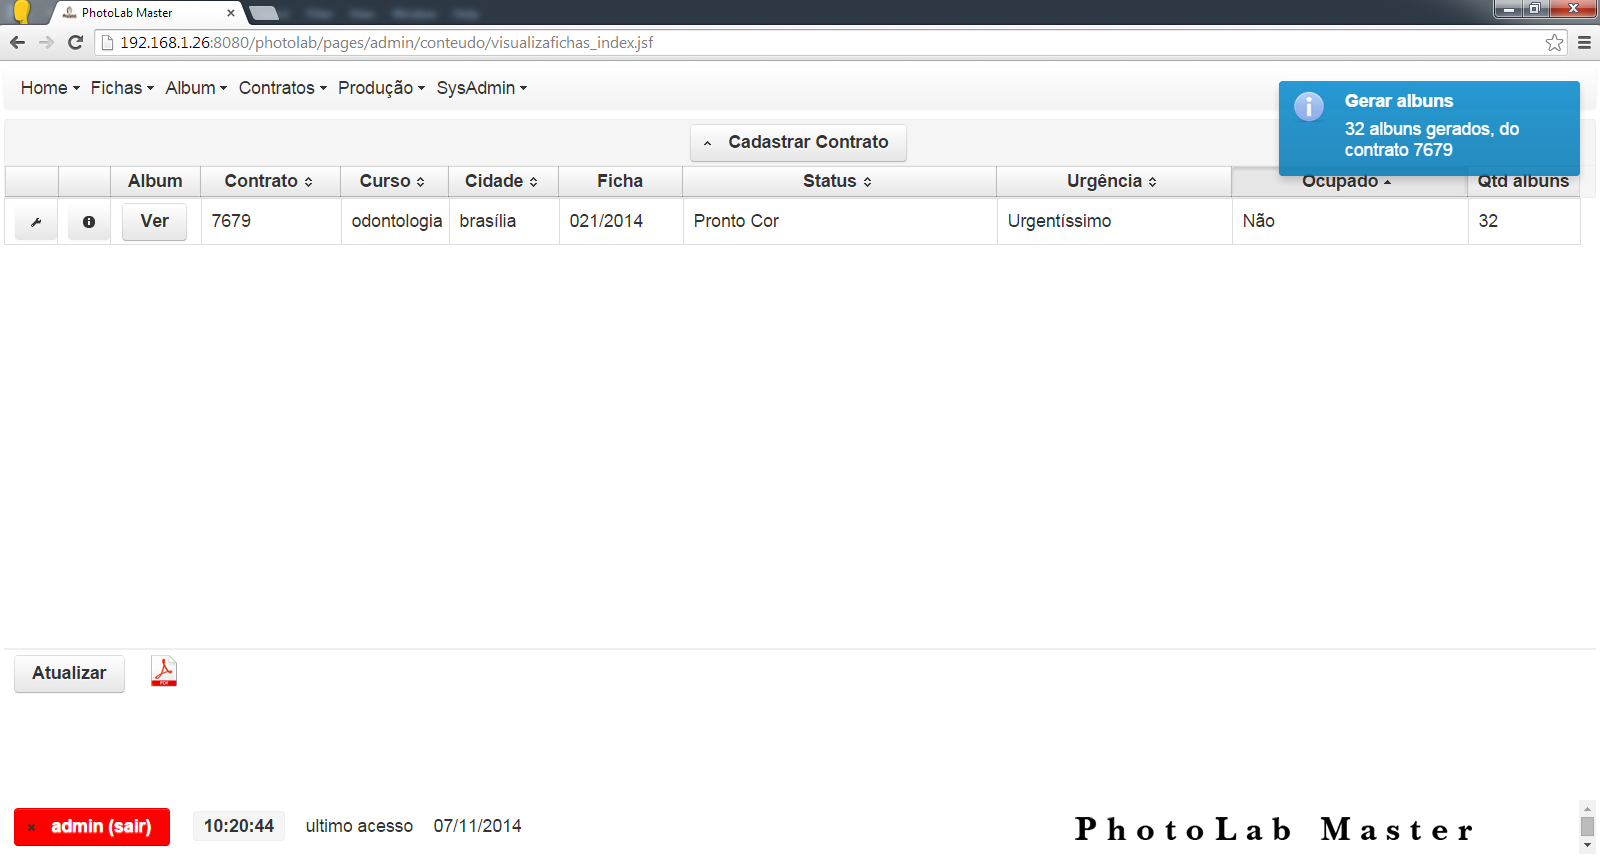 PhotoLab Master
192.168.1.26:8080/photolab/pages/admin/conteudo/visualizafichas_index.jsf
Home Fichas Album Contratos Produção SysAdmin
Gerar albuns
32 albuns gerados, do
contrato 7679
Cadastrar Contrato
Album Contrato Curso Cidade Ficha Status Urgência Ocupado Qtd albuns
Ver 7679 odontologia brasília 021/2014 Pronto Cor Urgentíssimo Não 32
Atualizar
PDF
admin (sair) 10:20:44 ultimo acesso 07/11/2014
PhotoLab Master